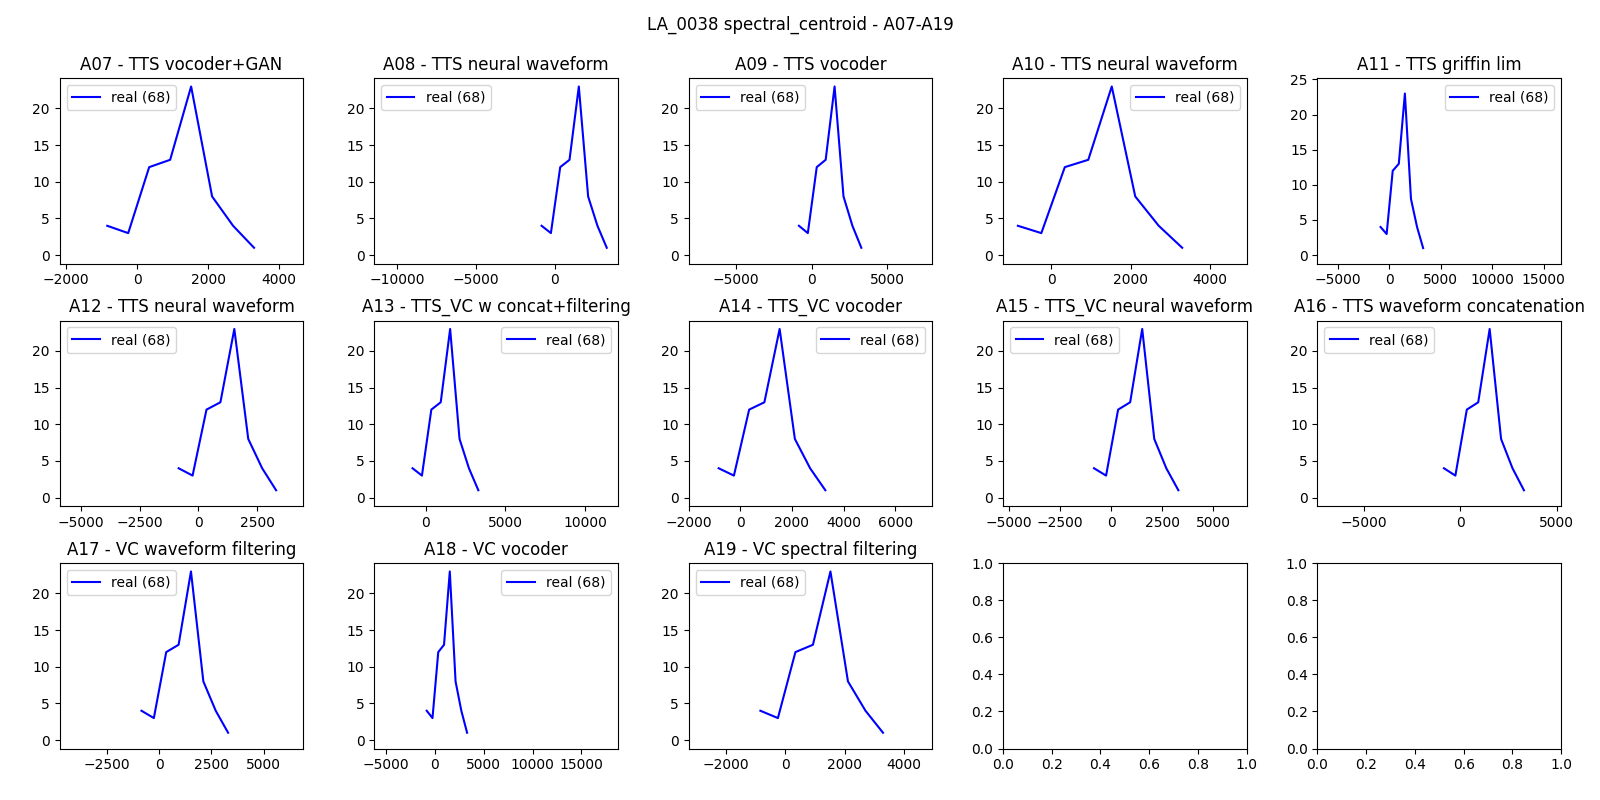 LA_0038 spectral_centroid - A07-A19
A07 - TTS vocoder+GAN
A08 - TTS neural waveform
A09 - TTS vocoder
A10 - TTS neural waveform
A11 - TTS griffin lim
real (68)
real (68)
real (68)
real (68)
real (68)
0 5 10 15 20
0 5 10 15 20
0 5 10 15 20
0 5 10 15 20
0 5 10 15 20 25
−2000 0 2000 4000
−10000 −5000 0
−5000 0 5000
0 2000 4000
−5000 0 5000 10000 15000
A12 - TTS neural waveform
A13 - TTS_VC w concat+filtering
A14 - TTS_VC vocoder
A15 - TTS_VC neural waveform
A16 - TTS waveform concatenation
real (68)
real (68)
real (68)
real (68)
real (68)
0 5 10 15 20
0 5 10 15 20
0 5 10 15 20
0 5 10 15 20
0 5 10 15 20
−5000 −2500 0 2500
0 5000 10000
−2000 0 2000 4000 6000
−5000 −2500 0 2500 5000
−5000 0 5000
A17 - VC waveform filtering
A18 - VC vocoder
A19 - VC spectral filtering
real (68)
real (68)
real (68)
0 5 10 15 20
0 5 10 15 20
0 5 10 15 20
0.0 0.2 0.4 0.6 0.8 1.0
0.0 0.2 0.4 0.6 0.8 1.0
−2500 0 2500 5000
−5000 0 5000 10000 15000
−2000 0 2000 4000
0.0 0.2 0.4 0.6 0.8 1.0
0.0 0.2 0.4 0.6 0.8 1.0